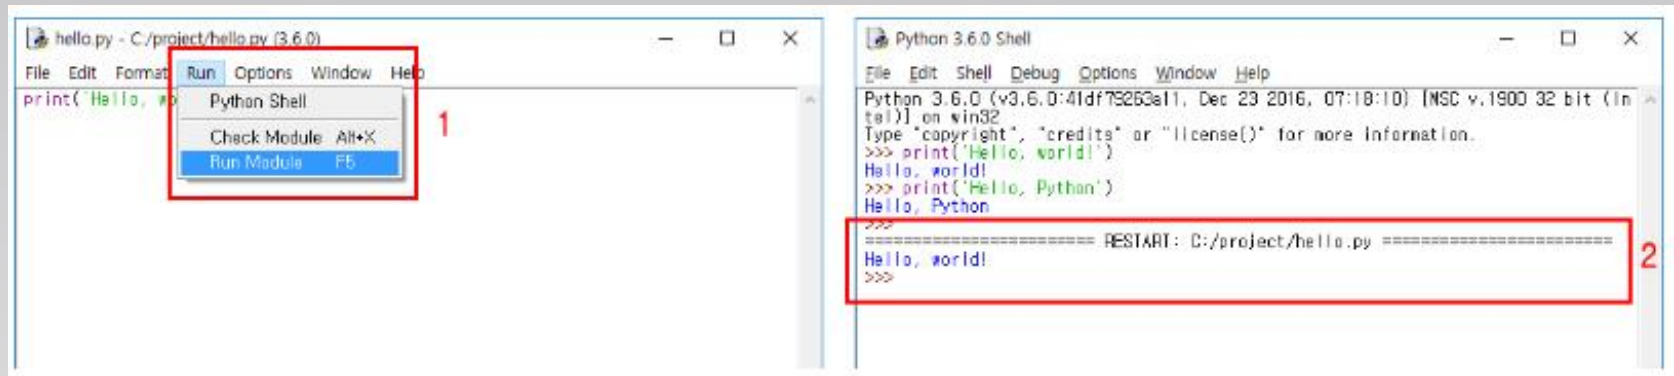 hello.py - C:/project/hello.py (3.6.0)
File Edit Format Run Options Window Help
print('Hello, wo
Python Shell
Check Module Alt+X
Run Module F5
1
Python 3.6.0 Shell
File Edit Shell Debug Options Window Help
Python 3.6.0 (v3.6.0:41df79263a11, Dec 23 2016, 07:18:10) [MSC v.1900 32 bit (In
tel)] on win32
Type "copyright", "credits" or "license()" for more information.
>>> print('Hello, world!')
Hello, world!
>>> print('Hello, Python')
Hello, Python
>>>
======================== RESTART: C:/project/hello.py ========================
Hello, world!
>>>
2